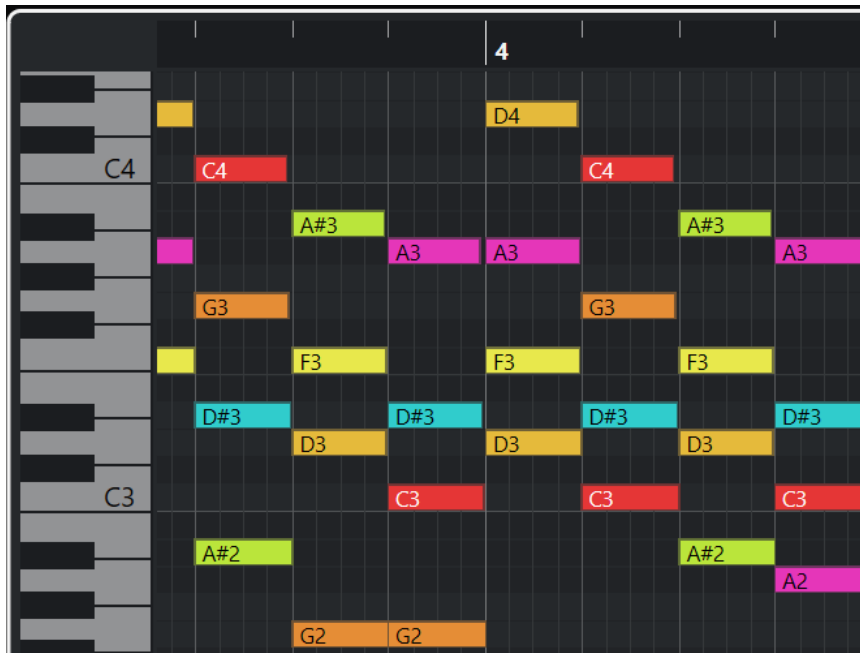 4
D4
C4 C4 C4
A#3 A#3
A3 A3 A3
G3 G3
F3 F3 F3
D#3 D#3 D#3 D#3
D3 D3 D3
C3 C3 C3 C3
A#2 A#2
A2
G2 G2